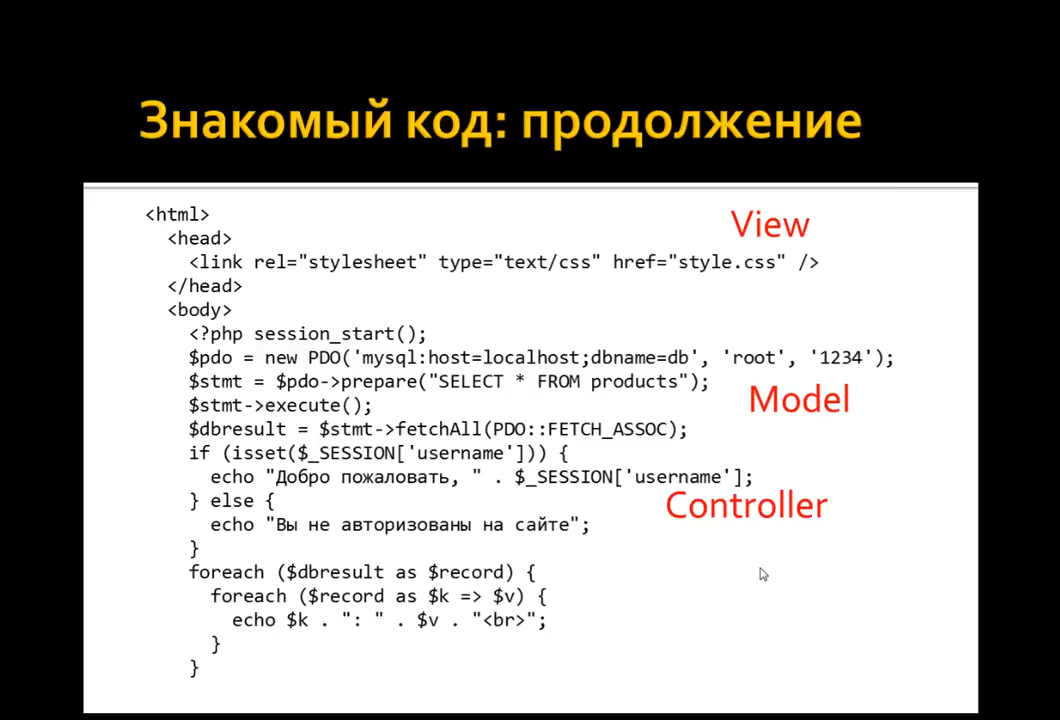 Знакомый код: продолжение
<html>
View
<head>
<link rel="stylesheet" type="text/css" href="style.css" />
</head>
<body>
<?php session_start();
$pdo = new PDO('mysql:host=localhost;dbname=db', 'root', '1234');
$stmt = $pdo->prepare("SELECT * FROM products");
Model
$stmt->execute();
$dbresult = $stmt->fetchAll(PDO::FETCH_ASSOC);
if (isset($_SESSION['username'])) {
echo "Добро пожаловать, " . $_SESSION['username'];
} else {
Controller
echo "Вы не авторизованы на сайте";
}
foreach ($dbresult as $record) {
foreach ($record as $k => $v) {
echo $k . ": " . $v . "<br>";
}
}